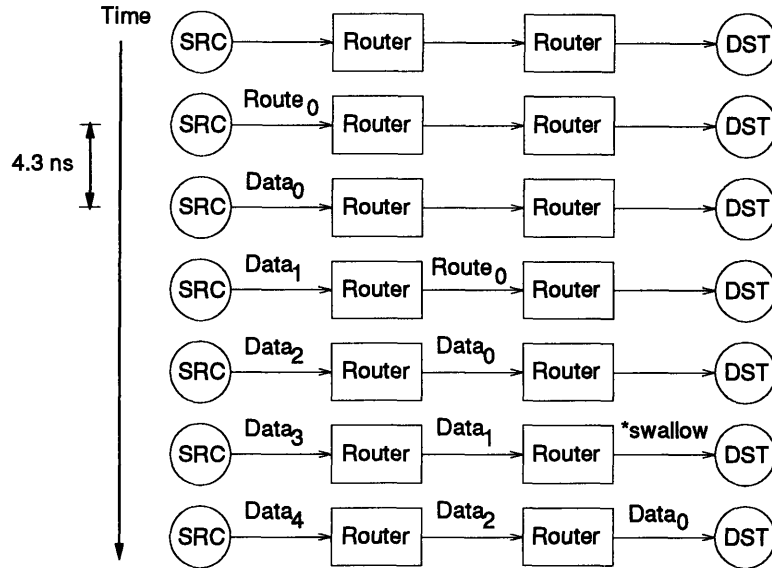 Time
SRC Router Router DST
Route0
SRC Router Router DST
4.3 ns
Data0
SRC Router Router DST
Data1 Route0
SRC Router Router DST
Data2 Data0
SRC Router Router DST
Data3 Data1 *swallow
SRC Router Router DST
Data4 Data2 Data0
SRC Router Router DST